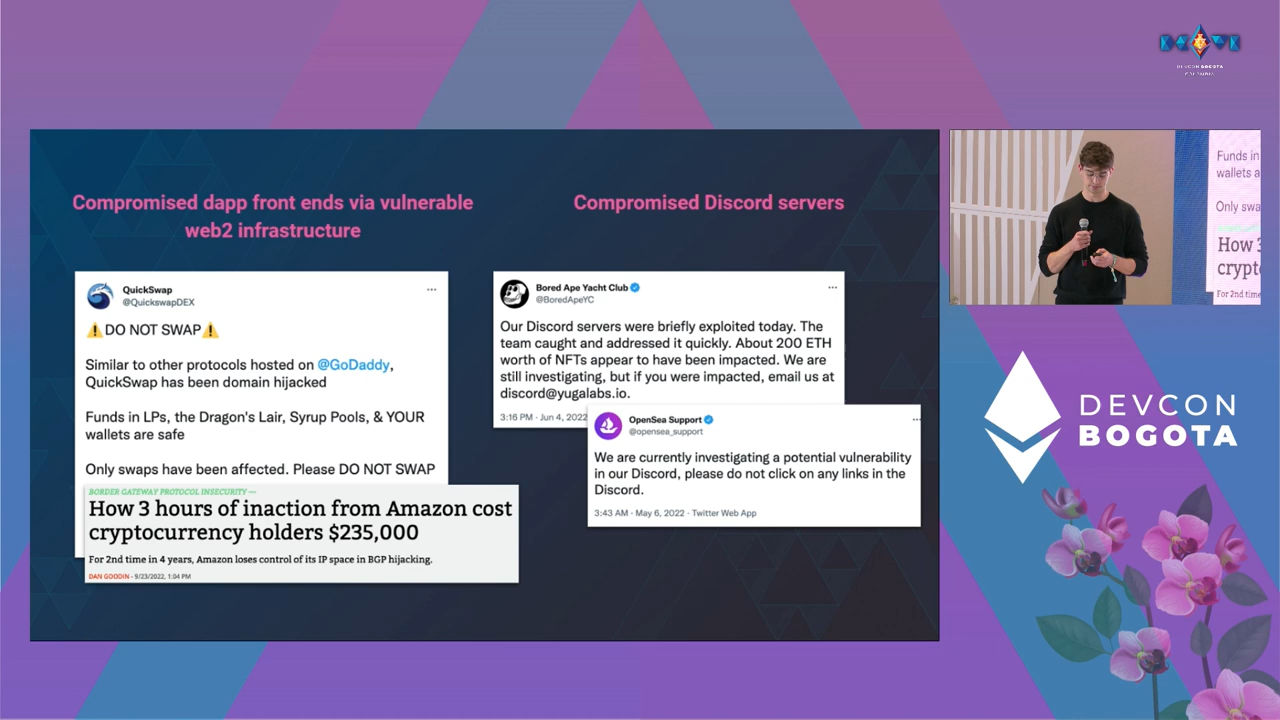 DEVCON BOGOTA
COLOMBIA
Compromised dapp front ends via vulnerable
web2 infrastructure
QuickSwap
@QuickswapDEX
⚠️DO NOT SWAP⚠️
Similar to other protocols hosted on @GoDaddy,
QuickSwap has been domain hijacked
Funds in LPs, the Dragon's Lair, Syrup Pools, & YOUR
wallets are safe
Only swaps have been affected. Please DO NOT SWAP
BORDER GATEWAY PROTOCOL INSECURITY —
How 3 hours of inaction from Amazon cost
cryptocurrency holders $235,000
For 2nd time in 4 years, Amazon loses control of its IP space in BGP hijacking.
DAN GOODIN - 9/23/2022, 1:04 PM
Compromised Discord servers
Bored Ape Yacht Club
@BoredApeYC
Our Discord servers were briefly exploited today. The
team caught and addressed it quickly. About 200 ETH
worth of NFTs appear to have been impacted. We are
still investigating, but if you were impacted, email us at
discord@yugalabs.io.
3:16 PM · Jun 4, 2022
OpenSea Support
@opensea_support
We are currently investigating a potential vulnerability
in our Discord, please do not click on any links in the
Discord.
3:43 AM · May 6, 2022 · Twitter Web App
Funds in
wallets a
Only swa
How 3
crypt
For 2nd time
DEVCON
BOGOTA